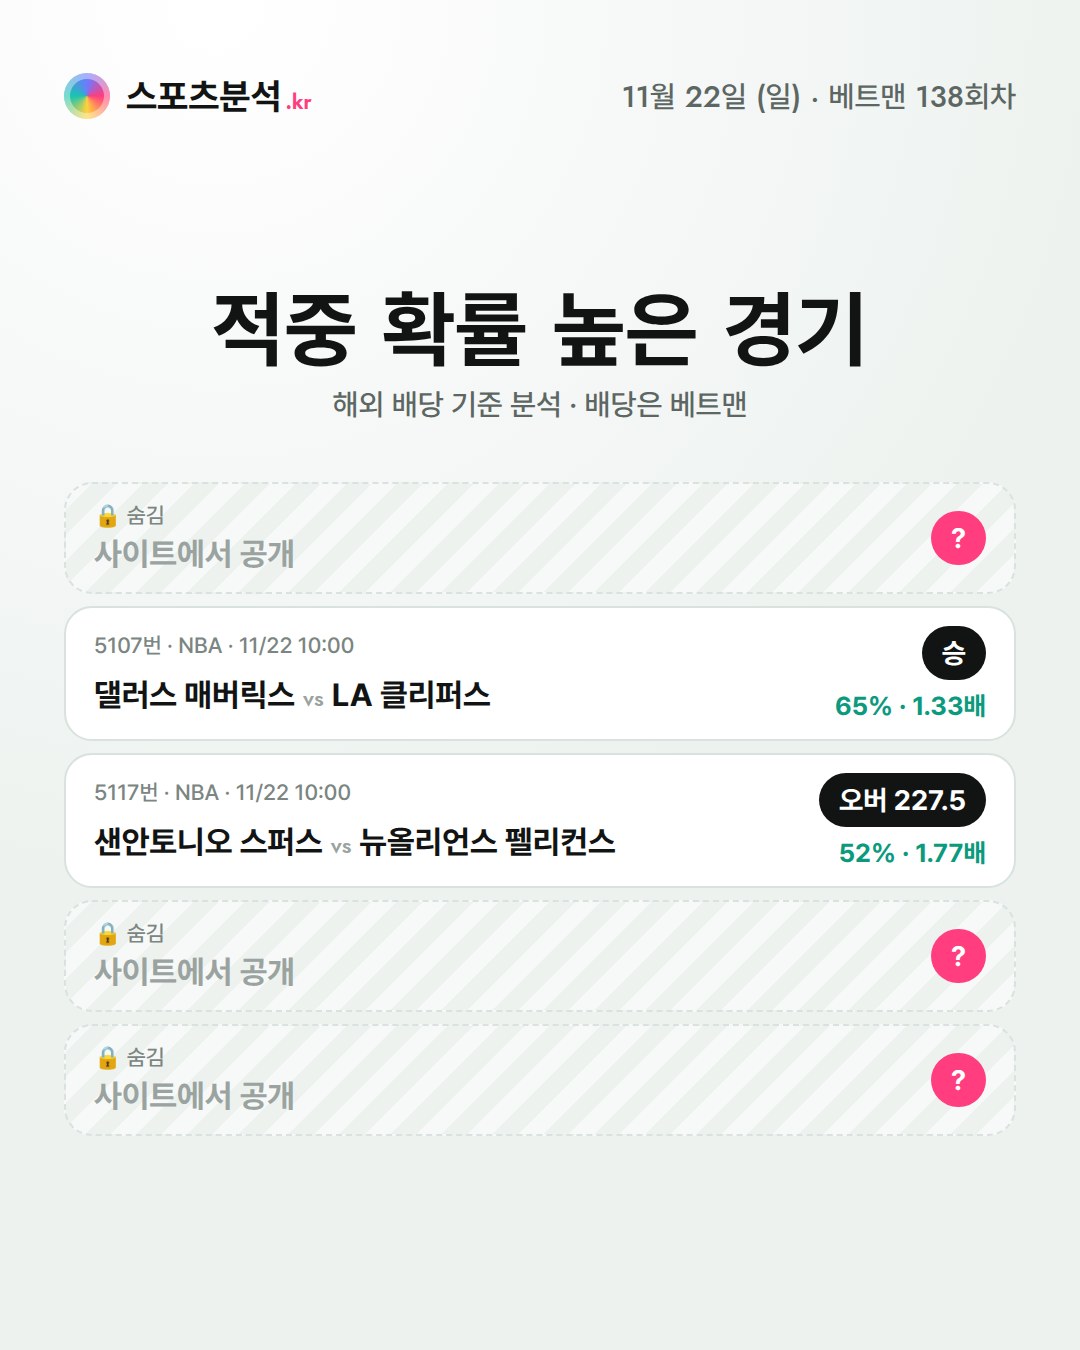 스포츠분석.kr
11월 22일 (일) · 베트맨 138회차
적중 확률 높은 경기
해외 배당 기준 분석 · 배당은 베트맨
🔒 숨김
사이트에서 공개
?
5107번 · NBA · 11/22 10:00
승
댈러스 매버릭스 vs LA 클리퍼스
65% · 1.33배
5117번 · NBA · 11/22 10:00
오버 227.5
샌안토니오 스퍼스 vs 뉴올리언스 펠리컨스
52% · 1.77배
🔒 숨김
사이트에서 공개
?
🔒 숨김
사이트에서 공개
?